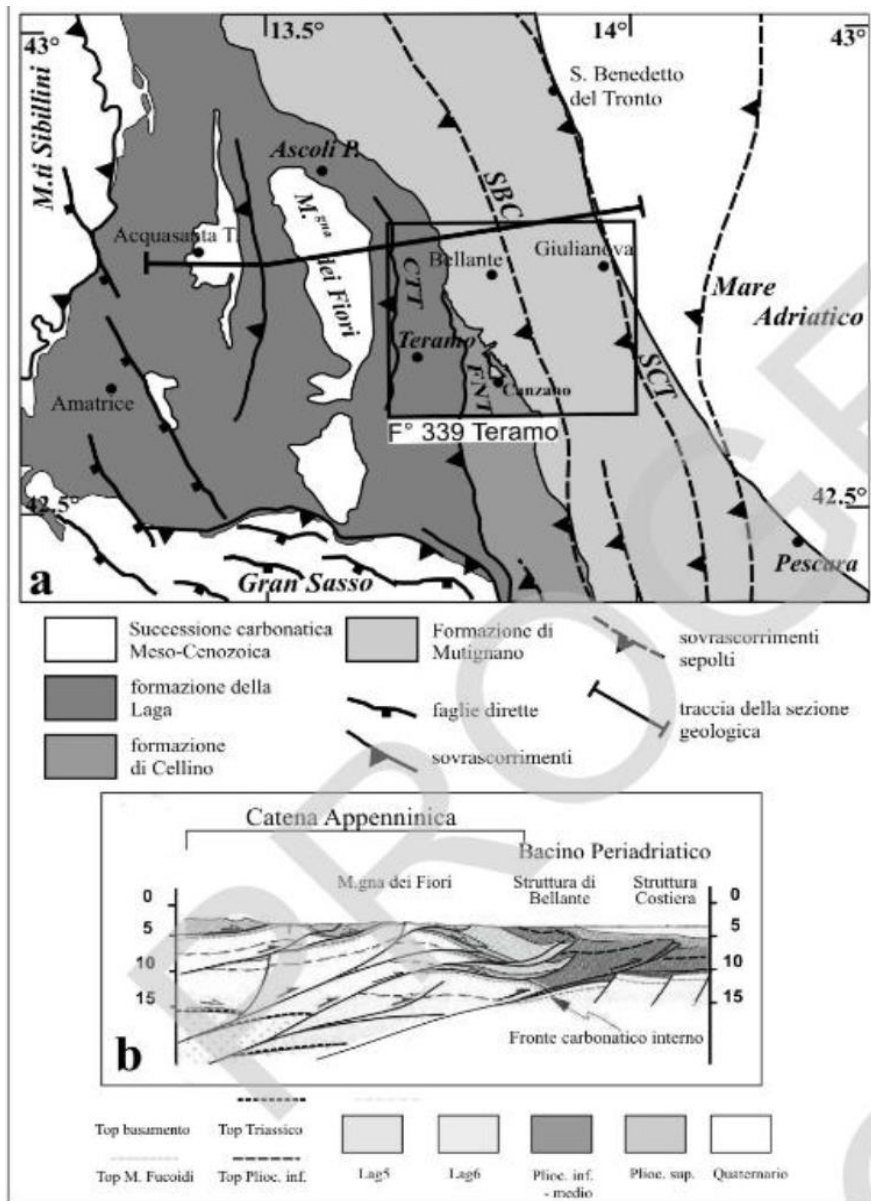 43°
13.5°
14°
43°
M.ti Sibillini
S. Benedetto
del Tronto
Ascoli P.
SBC
Acquasanta T.
M.gna
dei Fiori
Bellante
Giulianova
CTT
Mare
Adriatico
Teramo
FNT
Canzano
SCT
Amatrice
F° 339 Teramo
42.5°
42.5°
a
Gran Sasso
Pescara
Successione carbonatica
Meso-Cenozoica
Formazione di
Mutignano
sovrascorrimenti
sepolti
formazione della
Laga
faglie dirette
traccia della sezione
geologica
formazione
di Cellino
sovrascorrimenti
Catena Appenninica
Bacino Periadriatico
M.gna dei Fiori
Struttura di
Bellante
Struttura
Costiera
0
0
5
5
10
10
15
15
b
Fronte carbonatico interno
Top basamento
Top Triassico
Top M. Fucoidi
Top Plioc. inf.
Lag5
Lag6
Plioc. inf.
- medio
Plioc. sup.
Quaternario
PROGE